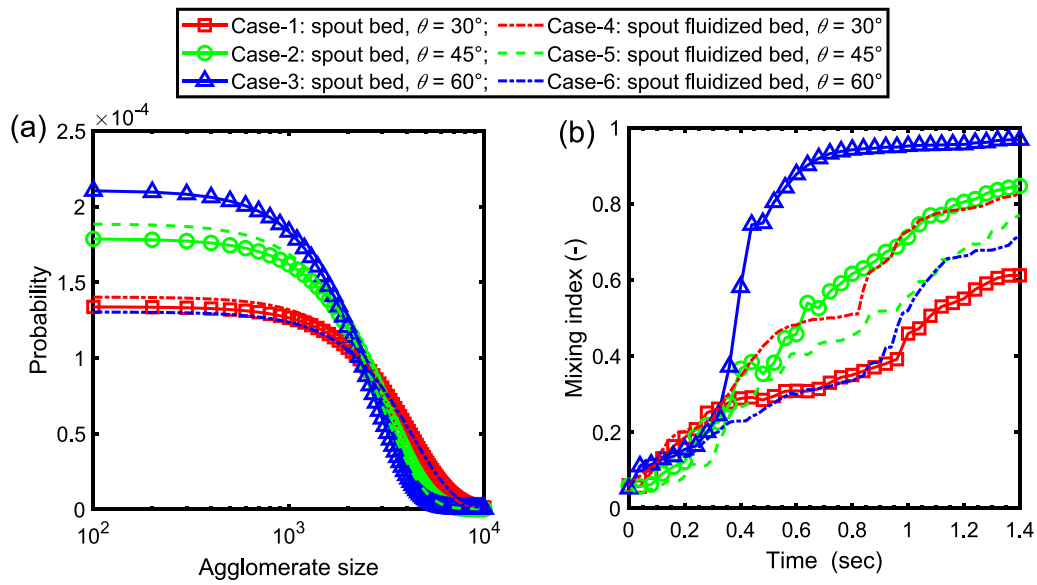 Case-1: spout bed, θ = 30°; Case-4: spout fluidized bed, θ = 30°
Case-2: spout bed, θ = 45°; Case-5: spout fluidized bed, θ = 45°
Case-3: spout bed, θ = 60°; Case-6: spout fluidized bed, θ = 60°
(a)
×10⁻⁴
2.5
2
1.5
1
0.5
0
Probability
10² 10³ 10⁴
Agglomerate size
(b)
1
0.8
0.6
0.4
0.2
0
Mixing index (-)
0 0.2 0.4 0.6 0.8 1 1.2 1.4
Time (sec)